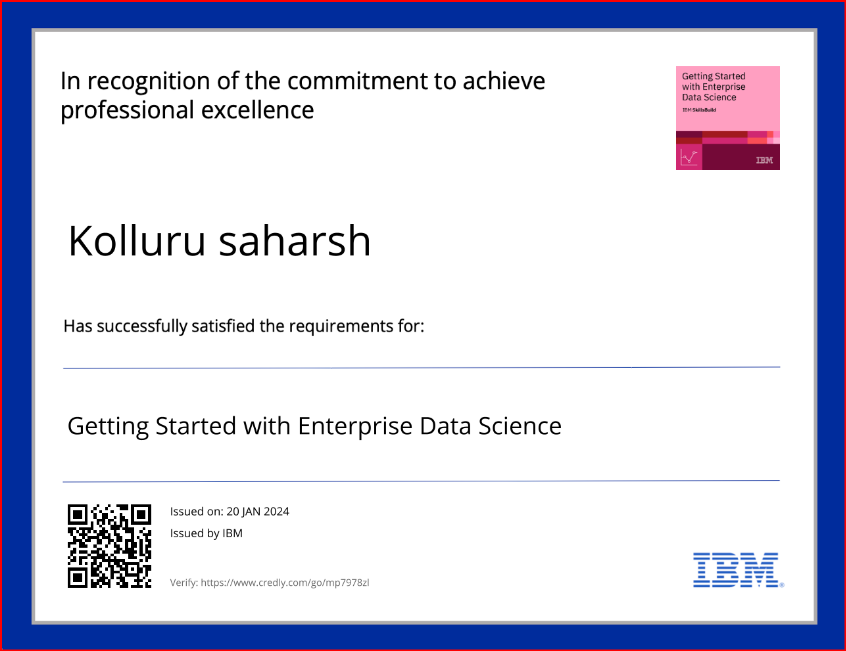 In recognition of the commitment to achieve
professional excellence
Getting Started
with Enterprise
Data Science
IBM SkillsBuild
IBM
Kolluru saharsh
Has successfully satisfied the requirements for:
Getting Started with Enterprise Data Science
Issued on: 20 JAN 2024
Issued by IBM
Verify: https://www.credly.com/go/mp7978zl
IBM®